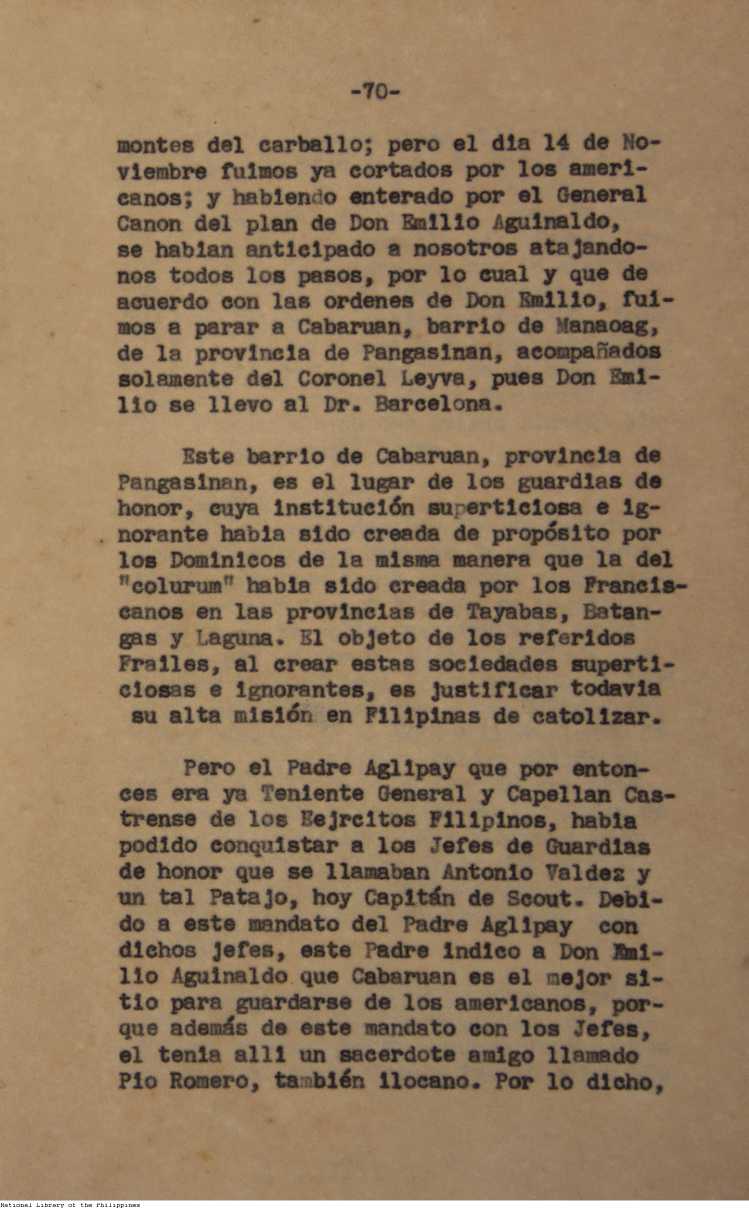 -70-
montes del carballo; pero el dia 14 de No-
viembre fuimos ya cortados por los ameri-
canos; y habiendo enterado por el General
Canon del plan de Don Emilio Aguinaldo,
se habian anticipado a nosotros atajando-
nos todos los pasos, por lo cual y que de
acuerdo con las ordenes de Don Emilio, fui-
mos a parar a Cabaruan, barrio de Manaoag,
de la provincia de Pangasinan, acompañados
solamente del Coronel Leyva, pues Don Emi-
lio se llevo al Dr. Barcelona.
Este barrio de Cabaruan, provincia de
Pangasinan, es el lugar de los guardias de
honor, cuya institución superticiosa e ig-
norante habia sido creada de propósito por
los Dominicos de la misma manera que la del
"colurum" habia sido creada por los Francis-
canos en las provincias de Tayabas, Batan-
gas y Laguna. El objeto de los referidos
Frailes, al crear estas sociedades superti-
ciosas e ignorantes, es justificar todavia
su alta misión en Filipinas de catolizar.
Pero el Padre Aglipay que por enton-
ces era ya Teniente General y Capellan Cas-
trense de los Eejrcitos Filipinos, habia
podido conquistar a los Jefes de Guardias
de honor que se llamaban Antonio Valdez y
un tal Patajo, hoy Capitán de Scout. Debi-
do a este mandato del Padre Aglipay con
dichos jefes, este Padre indico a Don Emi-
lio Aguinaldo que Cabaruan es el mejor si-
tio para guardarse de los americanos, por-
que además de este mandato con los Jefes,
el tenia alli un sacerdote amigo llamado
Pio Romero, también ilocano. Por lo dicho,
National Library of the Philippines